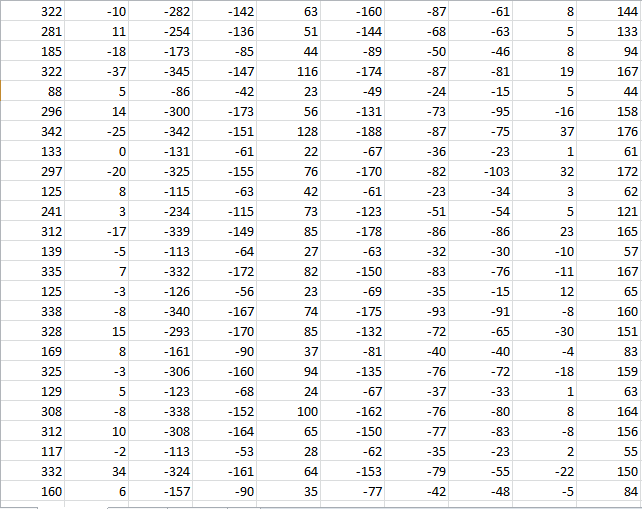 322 -10 -282 -142 63 -160 -87 -61 8 144
281 11 -254 -136 51 -144 -68 -63 5 133
185 -18 -173 -85 44 -89 -50 -46 8 94
322 -37 -345 -147 116 -174 -87 -81 19 167
88 5 -86 -42 23 -49 -24 -15 5 44
296 14 -300 -173 56 -131 -73 -95 -16 158
342 -25 -342 -151 128 -188 -87 -75 37 176
133 0 -131 -61 22 -67 -36 -23 1 61
297 -20 -325 -155 76 -170 -82 -103 32 172
125 8 -115 -63 42 -61 -23 -34 3 62
241 3 -234 -115 73 -123 -51 -54 5 121
312 -17 -339 -149 85 -178 -86 -86 23 165
139 -5 -113 -64 27 -63 -32 -30 -10 57
335 7 -332 -172 82 -150 -83 -76 -11 167
125 -3 -126 -56 23 -69 -35 -15 12 65
338 -8 -340 -167 74 -175 -93 -91 -8 160
328 15 -293 -170 85 -132 -72 -65 -30 151
169 8 -161 -90 37 -81 -40 -40 -4 83
325 -3 -306 -160 94 -135 -76 -72 -18 159
129 5 -123 -68 24 -67 -37 -33 1 63
308 -8 -338 -152 100 -162 -76 -80 8 164
312 10 -308 -164 65 -150 -77 -83 -8 156
117 -2 -113 -53 28 -62 -35 -23 2 55
332 34 -324 -161 64 -153 -79 -55 -22 150
160 6 -157 -90 35 -77 -42 -48 -5 84